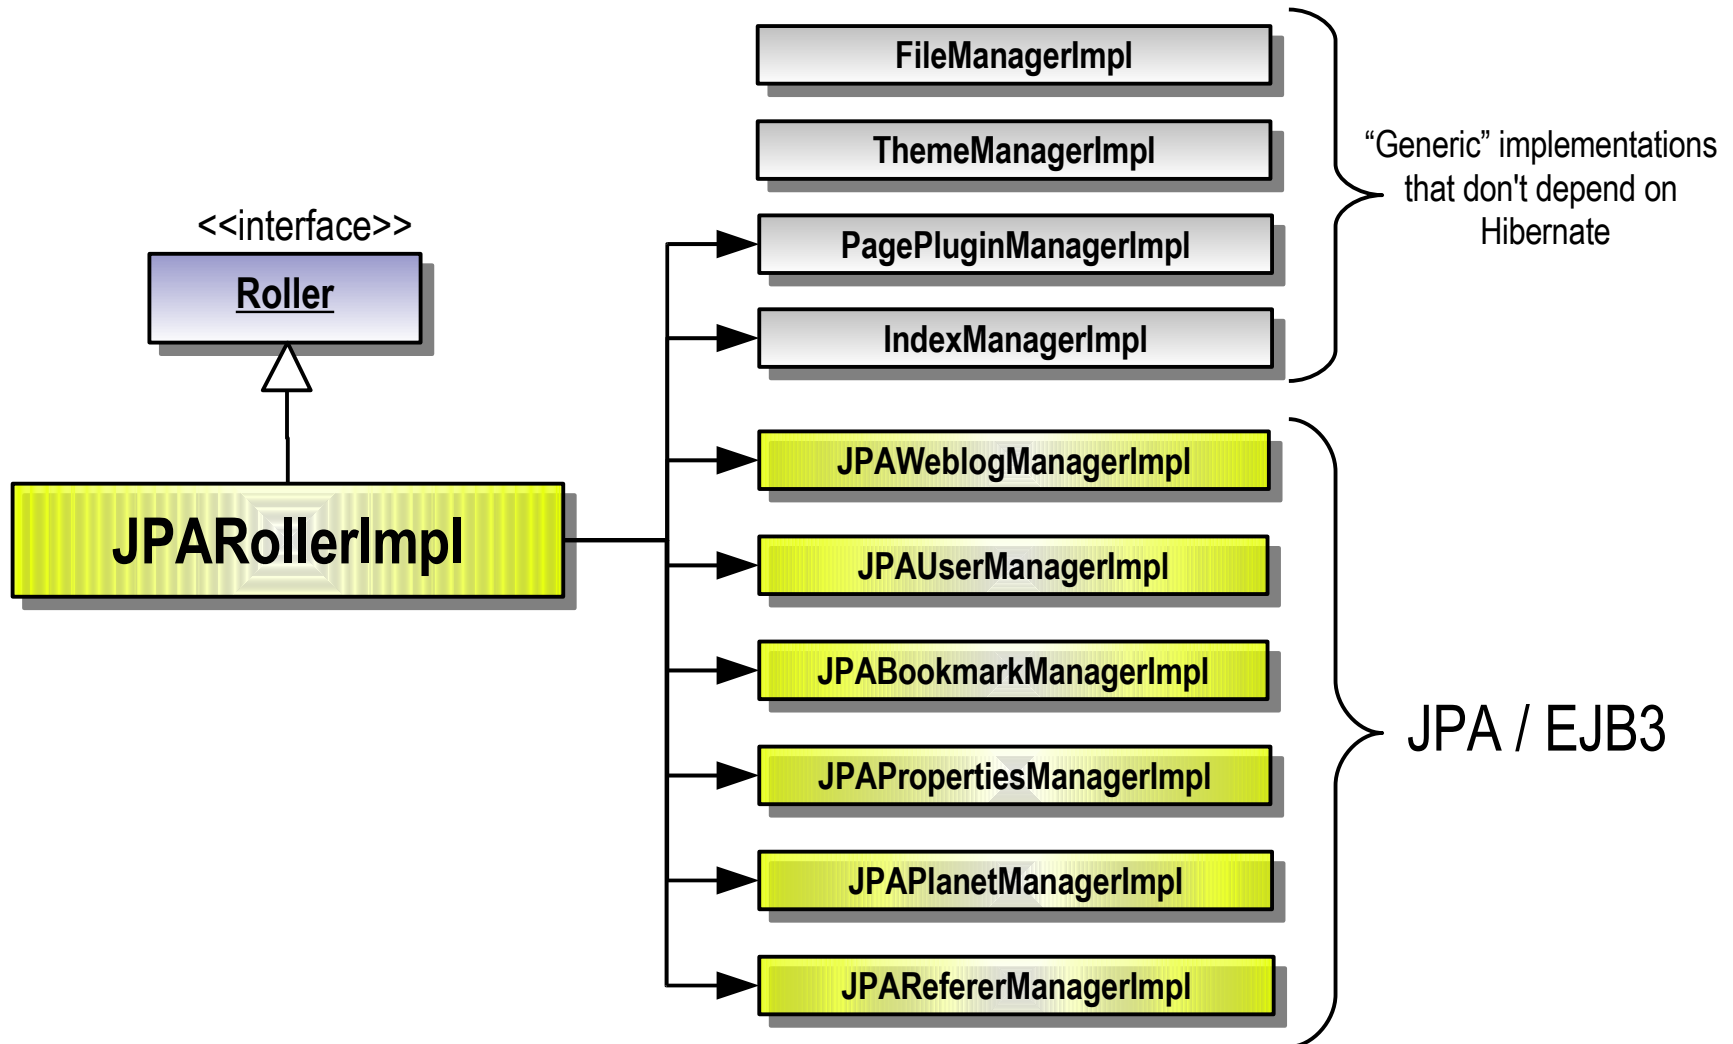 <<interface>>
Roller
JPARollerImpl
FileManagerImpl
ThemeManagerImpl
PagePluginManagerImpl
IndexManagerImpl
JPAWeblogManagerImpl
JPAUserManagerImpl
JPABookmarkManagerImpl
JPAPropertiesManagerImpl
JPAPlanetManagerImpl
JPARefererManagerImpl
“Generic” implementations
that don't depend on
Hibernate
JPA / EJB3